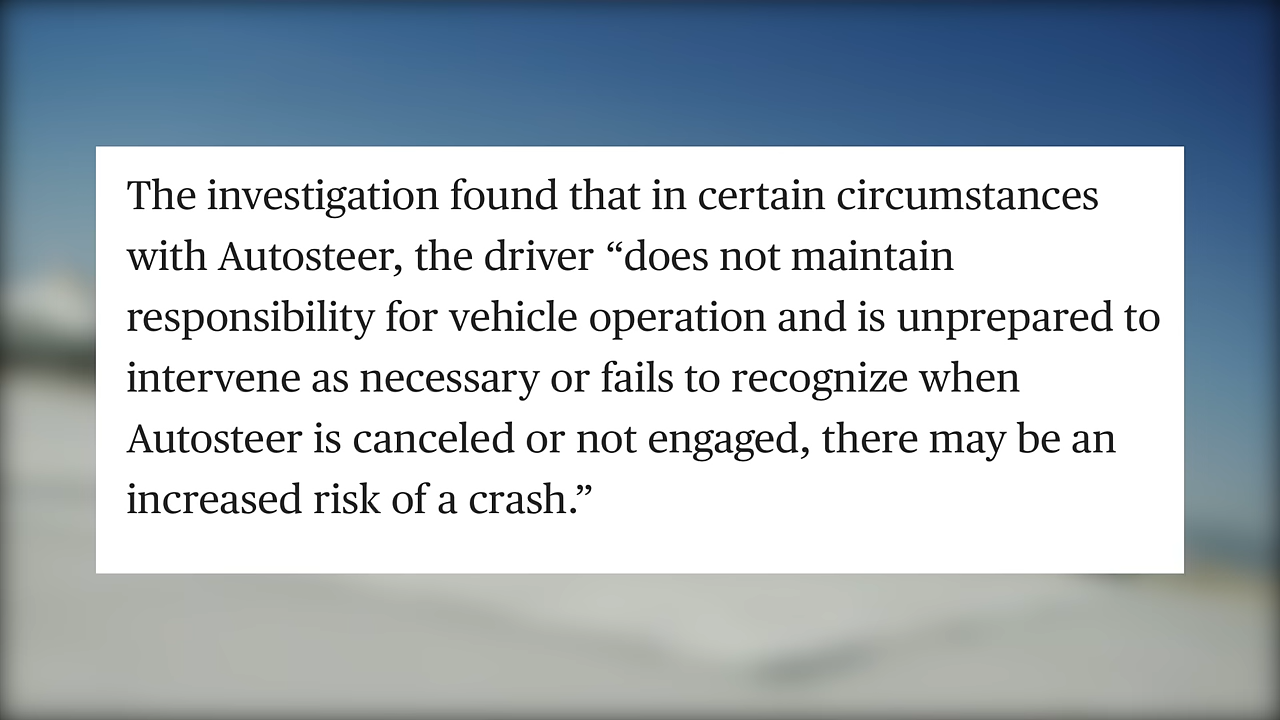 The investigation found that in certain circumstances
with Autosteer, the driver “does not maintain
responsibility for vehicle operation and is unprepared to
intervene as necessary or fails to recognize when
Autosteer is canceled or not engaged, there may be an
increased risk of a crash.”